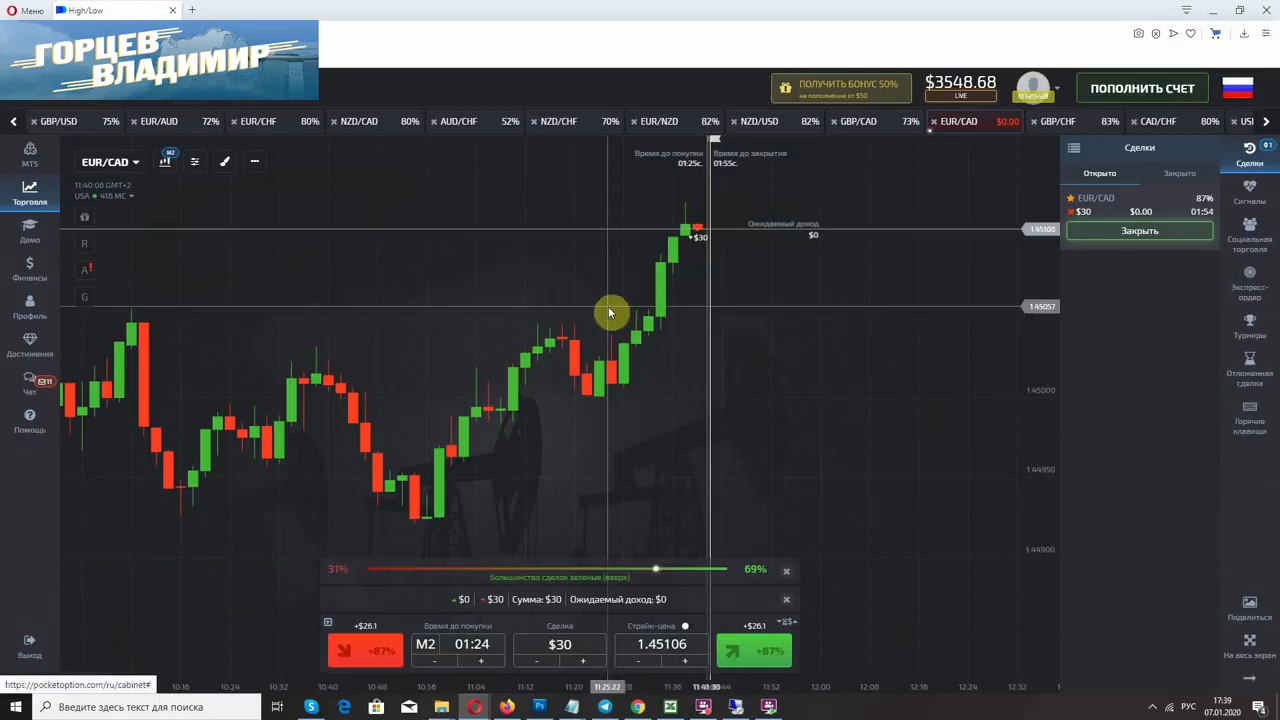 Меню
High/Low
ГОРЦЕВ
ВЛАДИМИР
ПОЛУЧИТЬ БОНУС 50%
на пополнение от $50
$3548.68
LIVE
ОПЫТНЫЙ
ПОПОЛНИТЬ СЧЕТ
GBP/USD 75%
EUR/AUD 72%
EUR/CHF 80%
NZD/CAD 80%
AUD/CHF 52%
NZD/CHF 70%
EUR/NZD 82%
NZD/USD 82%
GBP/CAD 73%
EUR/CAD $0.00
GBP/CHF 83%
CAD/CHF 80%
MT5
Торговля
Демо
Финансы
Профиль
Достижения
Чат
11
Помощь
Выход
EUR/CAD
M2
11:40:06 GMT+2
USA 416 МС
R
A!
G
Время до покупки
01:25с.
Время до закрытия
01:55с.
Ожидаемый доход
$0
$30
1.45100
1.45057
1.45000
1.44950
1.44900
Сделки
Открыто
Закрыто
EUR/CAD 87%
$30 $0.00 01:54
Закрыть
$1
Сделки
Сигналы
Социальная
торговля
Экспресс-
ордер
Турниры
Отложенная
сделка
Горячие
клавиши
Поделиться
На весь экран
31%
69%
Большинство сделок зеленые (вверх)
$0 $30 Сумма: $30 Ожидаемый доход: $0
+$26.1
Время до покупки
Сделка
Страйк-цена
+$26.1
+87%
M2 01:24
$30
1.45106
+87%
- + - + - +
https://pocketoption.com/ru/cabinet#
10:16 10:24 10:32 10:40 10:48 10:56 11:04 11:12 11:20 11:25:22 11:36 11:41:30 11:52 12:00 12:08 12:16 12:24 12:32
Введите здесь текст для поиска
РУС
17:39
07.01.2020